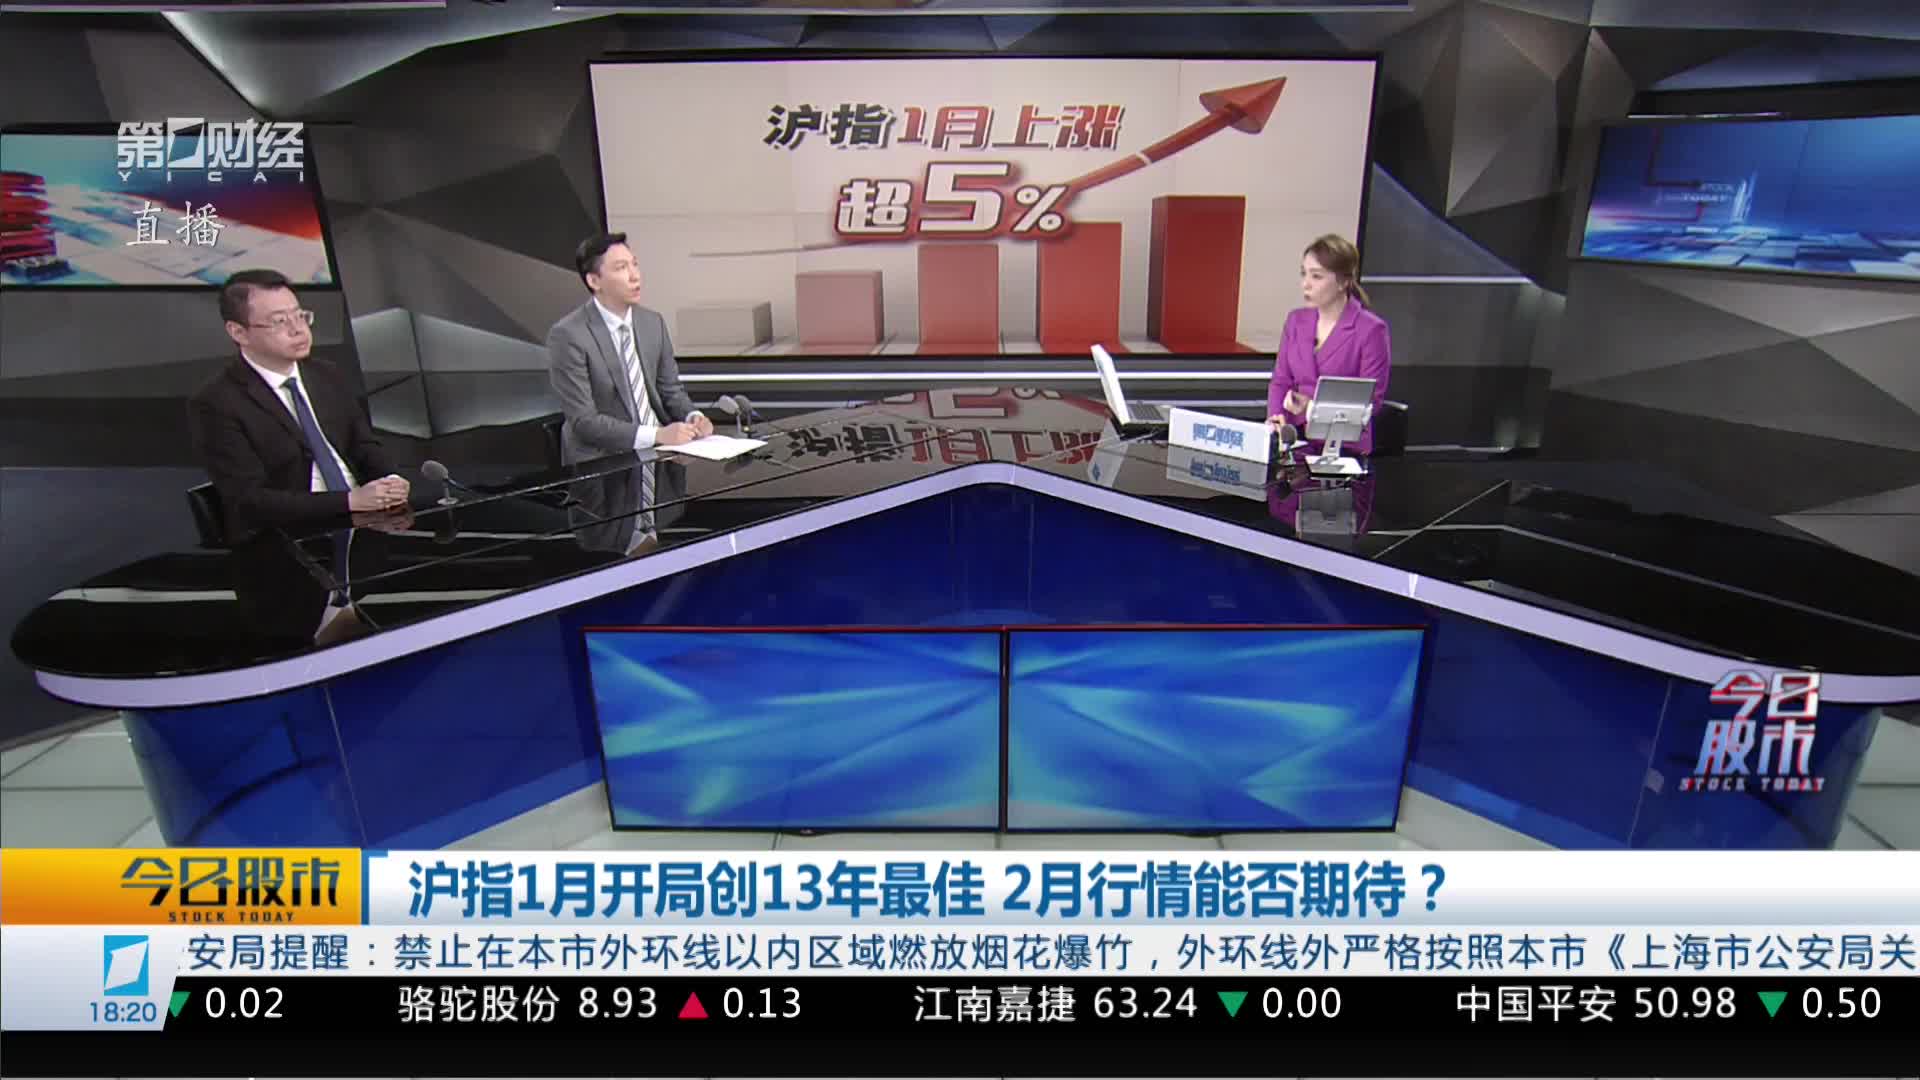 第一财经
YICAI
直播
沪指1月上涨
超5%
STOCK
TODAY
第一财经
今日
股市
STOCK TODAY
今日股市
STOCK TODAY
沪指1月开局创13年最佳 2月行情能否期待？
安局提醒：禁止在本市外环线以内区域燃放烟花爆竹，外环线外严格按照本市《上海市公安局关
18:20
▼ 0.02 骆驼股份 8.93 ▲ 0.13 江南嘉捷 63.24 ▼ 0.00 中国平安 50.98 ▼ 0.50